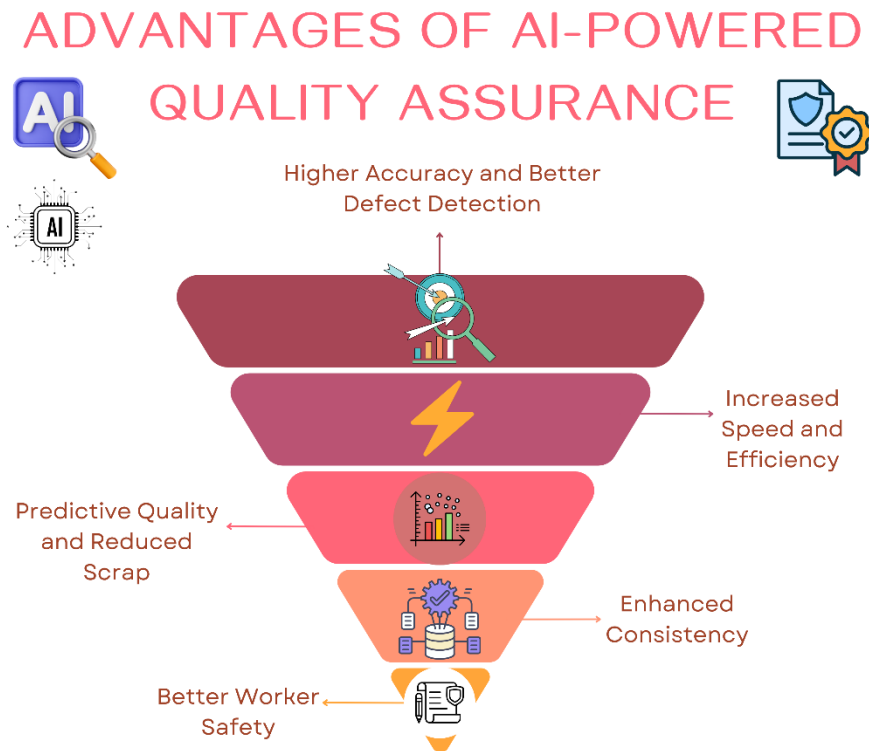 ADVANTAGES OF AI-POWERED
QUALITY ASSURANCE
AI
AI
Higher Accuracy and Better
Defect Detection
Increased
Speed and
Efficiency
Predictive Quality
and Reduced
Scrap
Enhanced
Consistency
Better Worker
Safety